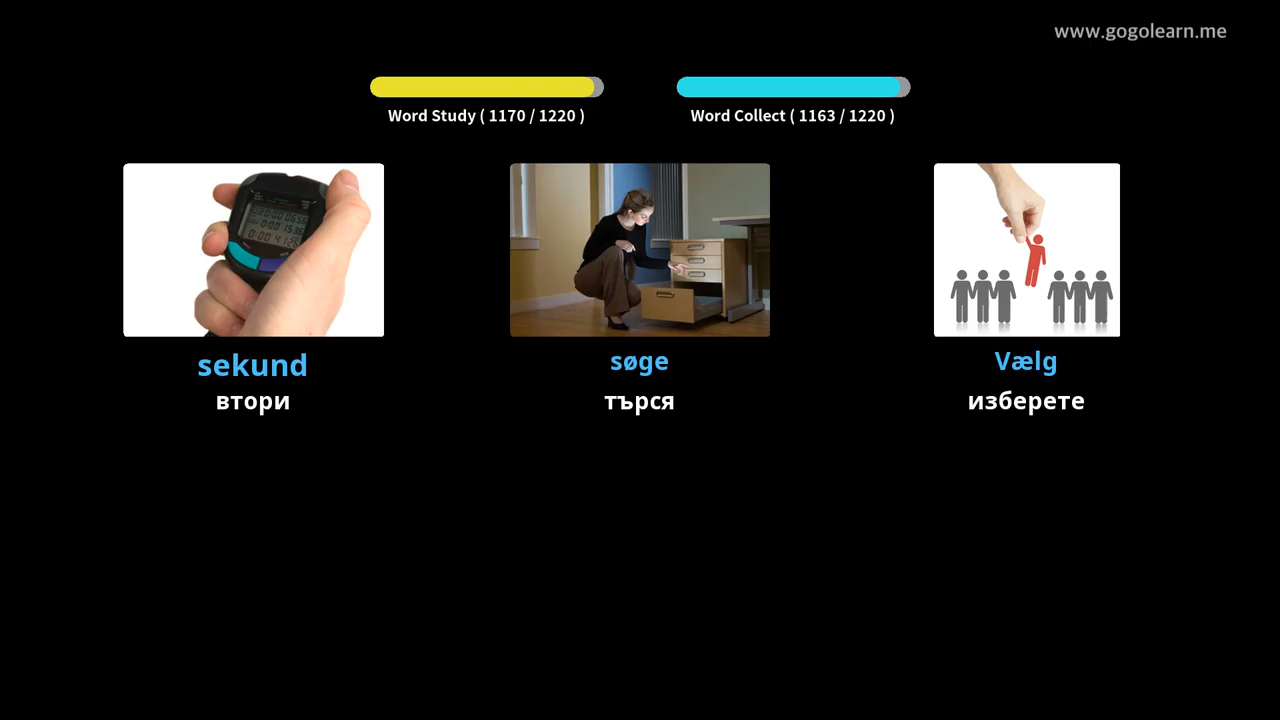 www.gogolearn.me
Word Study ( 1170 / 1220 )
Word Collect ( 1163 / 1220 )
sekund
søge
Vælg
втори
търся
изберете